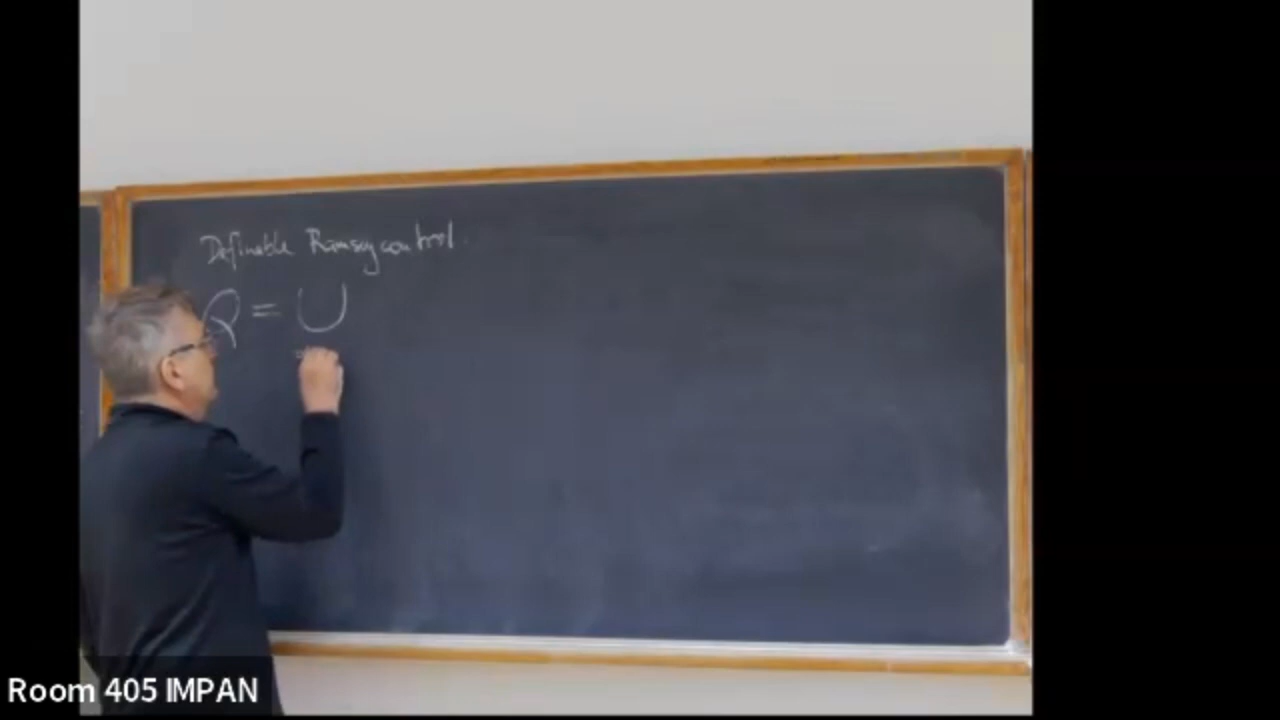 Definable Ramsey control.
= ∪
Room 405 IMPAN